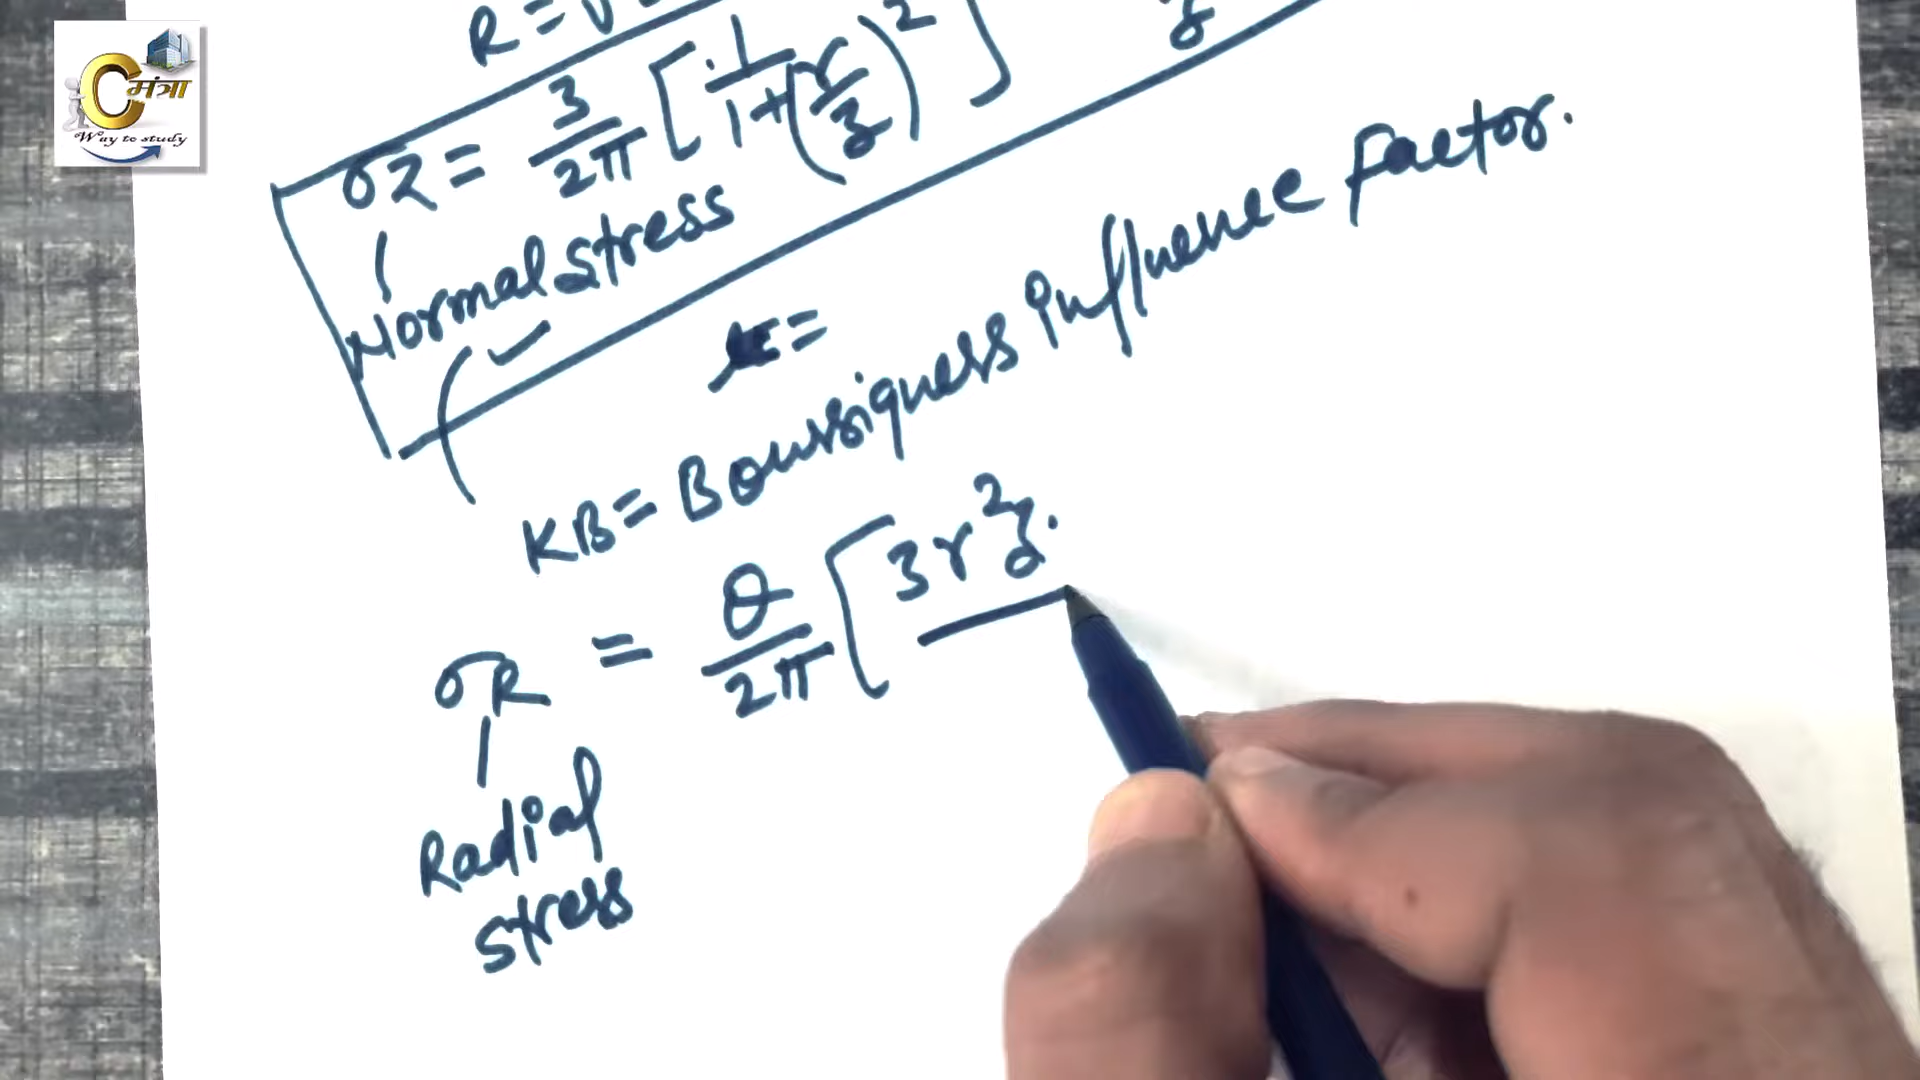 C मंत्रा
Way to study
R = √
σz = 3/2π [1/1+(r/z)²]
z
Normal stress
KB = Boussiqness influence factor.
σR = Q/2π [3r²z.
Radial
stress